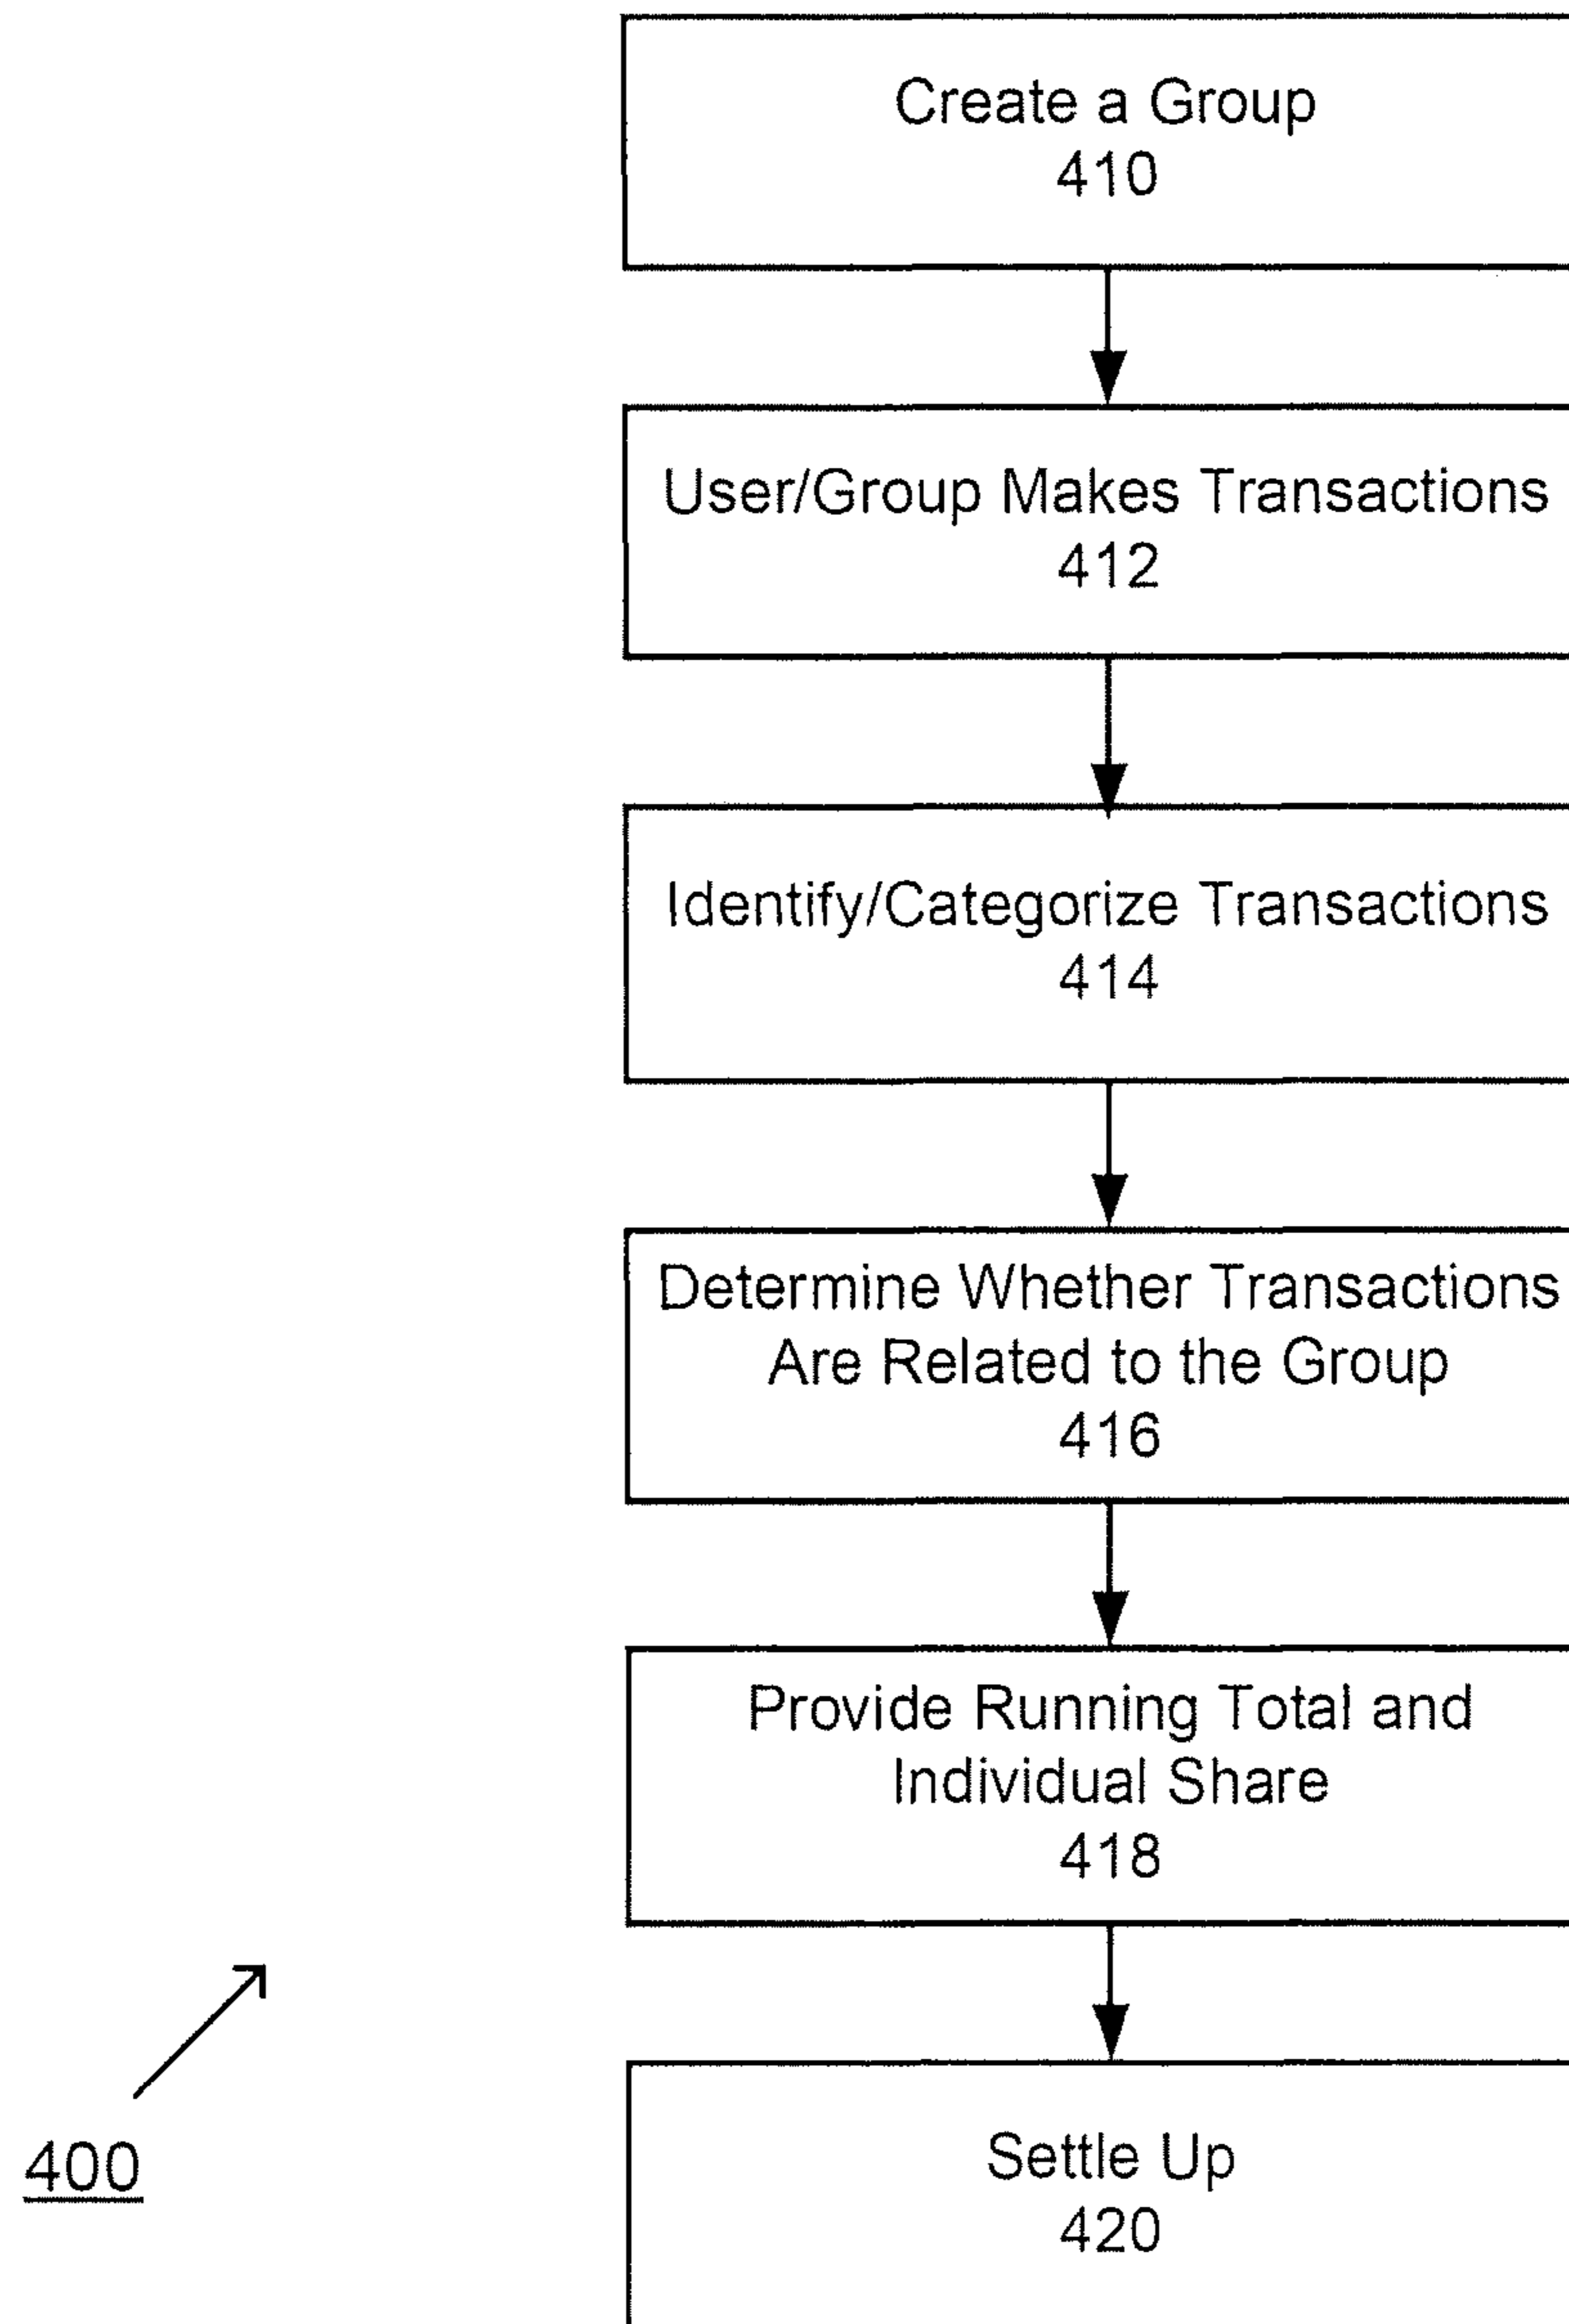 Create a Group
410
User/Group Makes Transactions
412
Identify/Categorize Transactions
414
Determine Whether Transactions
Are Related to the Group
416
Provide Running Total and
Individual Share
418
Settle Up
420
400